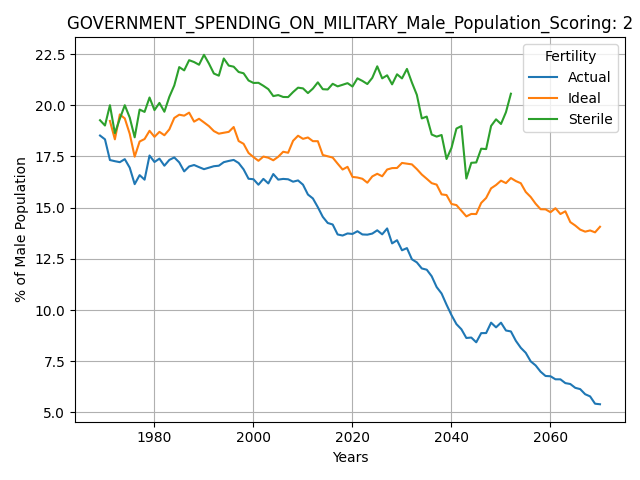 GOVERNMENT_SPENDING_ON_MILITARY_Male_Population_Scoring: 2
Fertility
Actual
Ideal
Sterile
% of Male Population
22.5
20.0
17.5
15.0
12.5
10.0
7.5
5.0
1980 2000 2020 2040 2060
Years